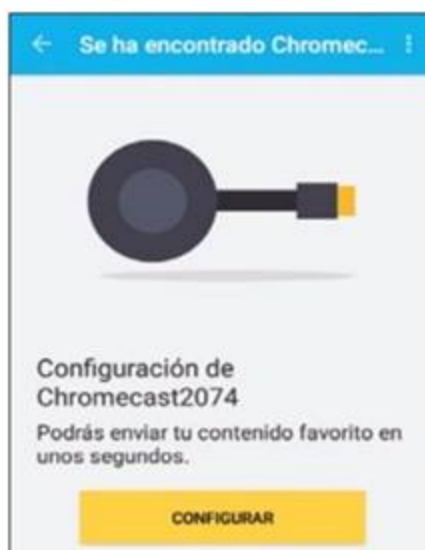 Se ha encontrado Chromec...
Configuración de
Chromecast2074
Podrás enviar tu contenido favorito en
unos segundos.
CONFIGURAR